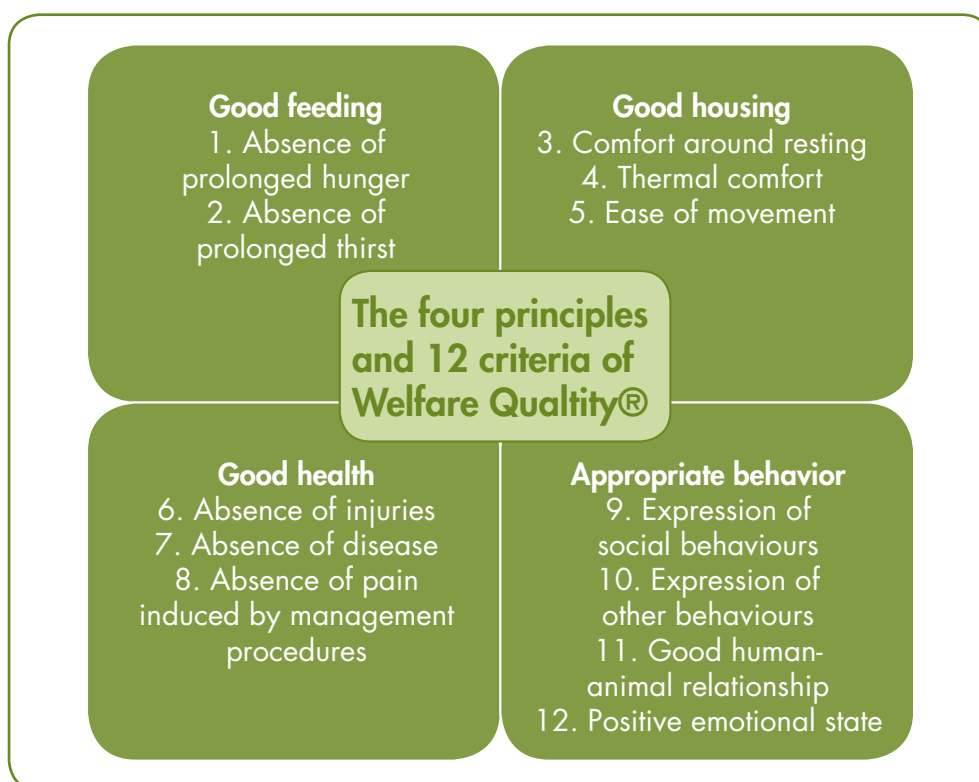 Good feeding
1. Absence of
prolonged hunger
2. Absence of
prolonged thirst
Good housing
3. Comfort around resting
4. Thermal comfort
5. Ease of movement
The four principles
and 12 criteria of
Welfare Qualtity®
Good health
6. Absence of injuries
7. Absence of disease
8. Absence of pain
induced by management
procedures
Appropriate behavior
9. Expression of
social behaviours
10. Expression of
other behaviours
11. Good human-
animal relationship
12. Positive emotional state